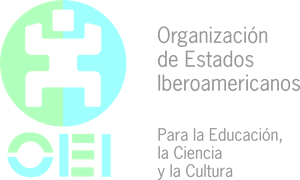 OEI
Organización
de Estados
Iberoamericanos
Para la Educación,
la Ciencia
y la Cultura